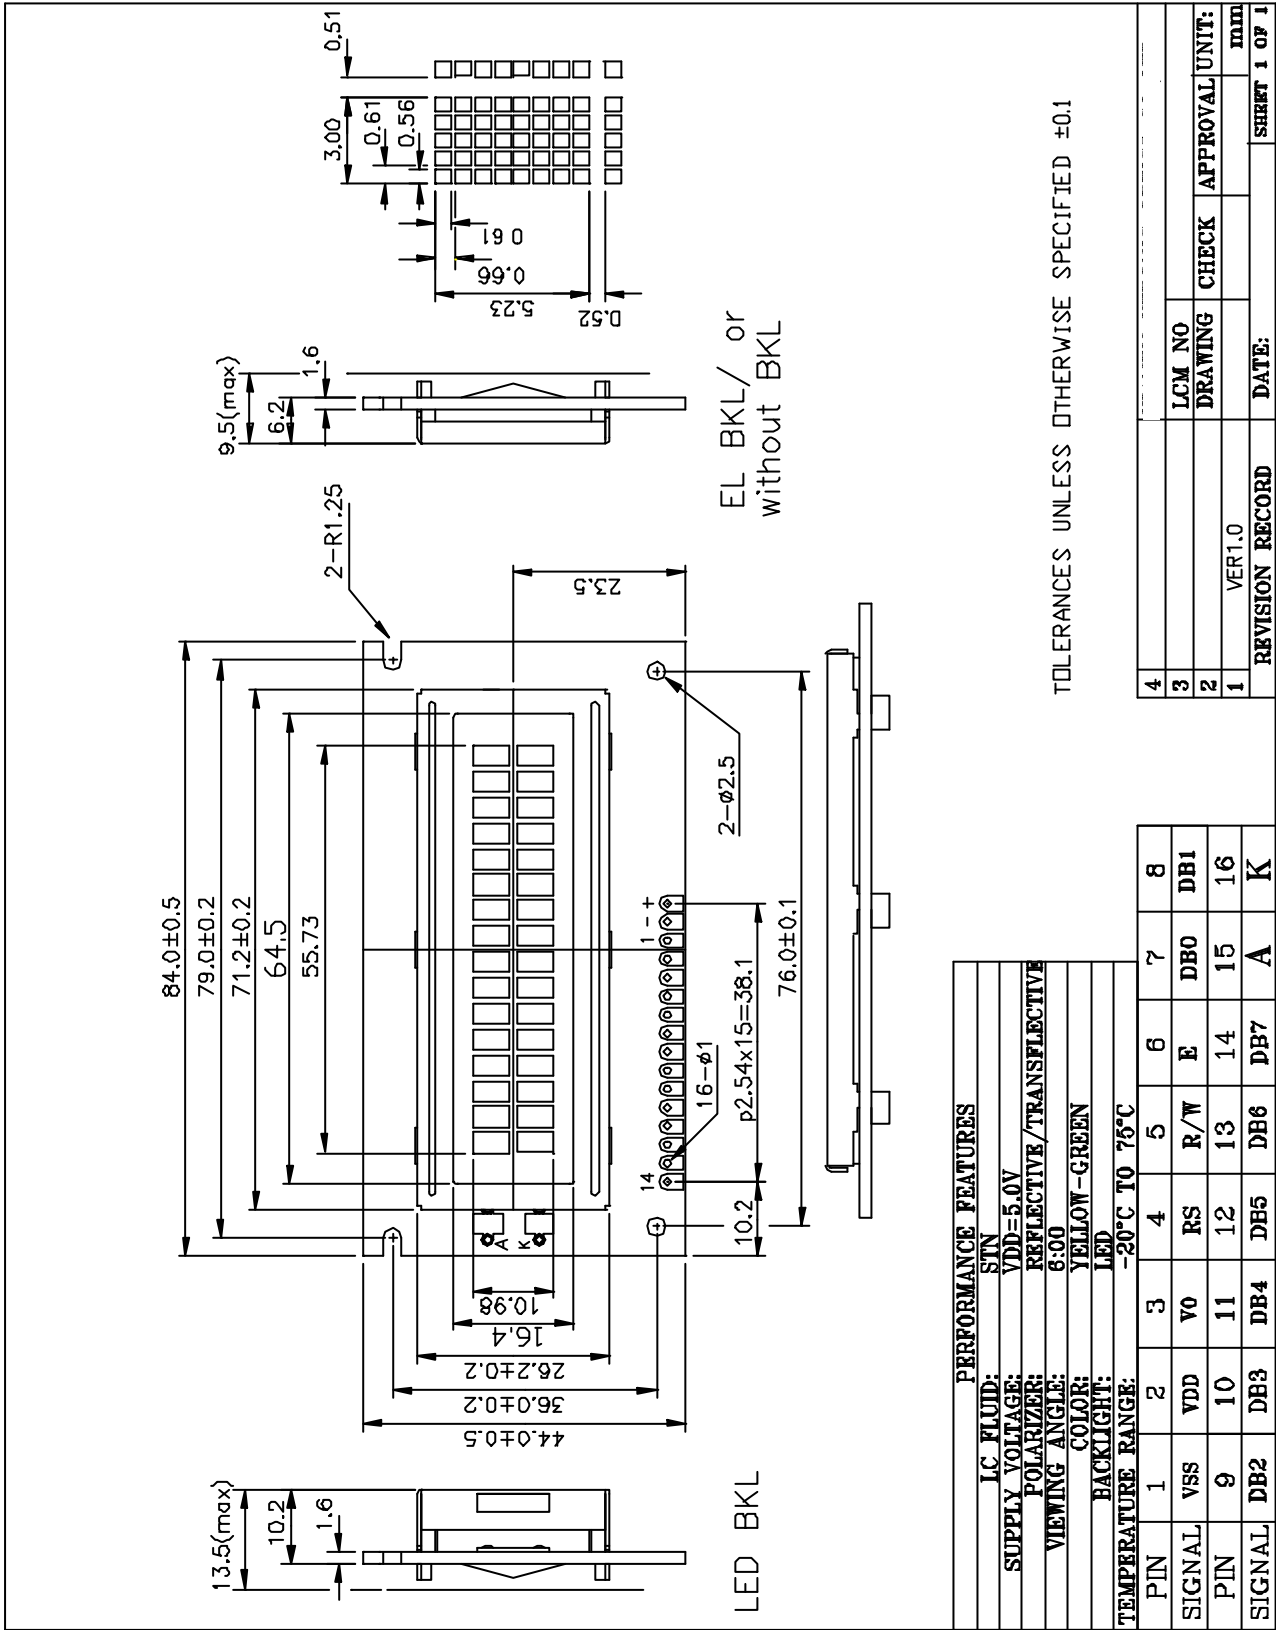 84.0±0.5
79.0±0.2
71.2±0.2
64.5
55.73
2-R1.25
13.5(max)
10.2
1.6
LED BKL
44.0±0.5
36.0±0.2
26.2±0.2
16.4
10.98
A
K
23.5
14
1 - +
10.2
16-ø1
p2.54x15=38.1
76.0±0.1
2-ø2.5
9.5(max)
6.2
1.6
EL BKL/ or
Without BKL
3.00
0.51
0.61
0.56
0.61
0.66
5.23
0.52
TOLERANCES UNLESS OTHERWISE SPECIFIED ±0.1
PERFORMANCE FEATURES
LC FLUID: STN
SUPPLY VOLTAGE: VDD=5.0V
POLARIZER: REFLECTIVE/TRANSFLECTIVE
VIEWING ANGLE: 6:00
COLOR: YELLOW-GREEN
BACKLIGHT: LED
TEMPERATURE RANGE: -20°C TO 75°C
PIN 1 2 3 4 5 6 7 8
SIGNAL VSS VDD V0 RS R/W E DB0 DB1
PIN 9 10 11 12 13 14 15 16
SIGNAL DB2 DB3 DB4 DB5 DB6 DB7 A K
4
3 LCM NO
2 DRAWING CHECK APPROVAL UNIT:
1 VER1.0 mm
REVISION RECORD DATE: SHEET 1 OF 1